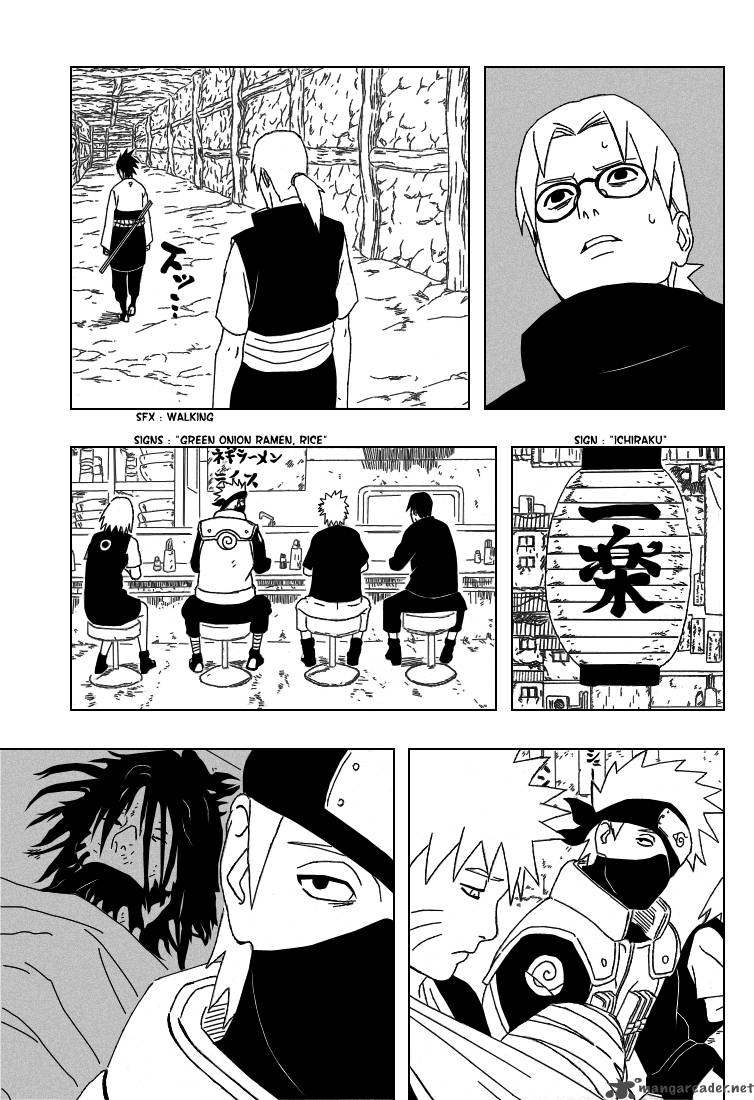 スッ…
SFX : WALKING
SIGN : "ICHIRAKU"
一楽
SIGNS : "GREEN ONION RAMEN, RICE"
ネギラーメン
ライス
mangareader.net